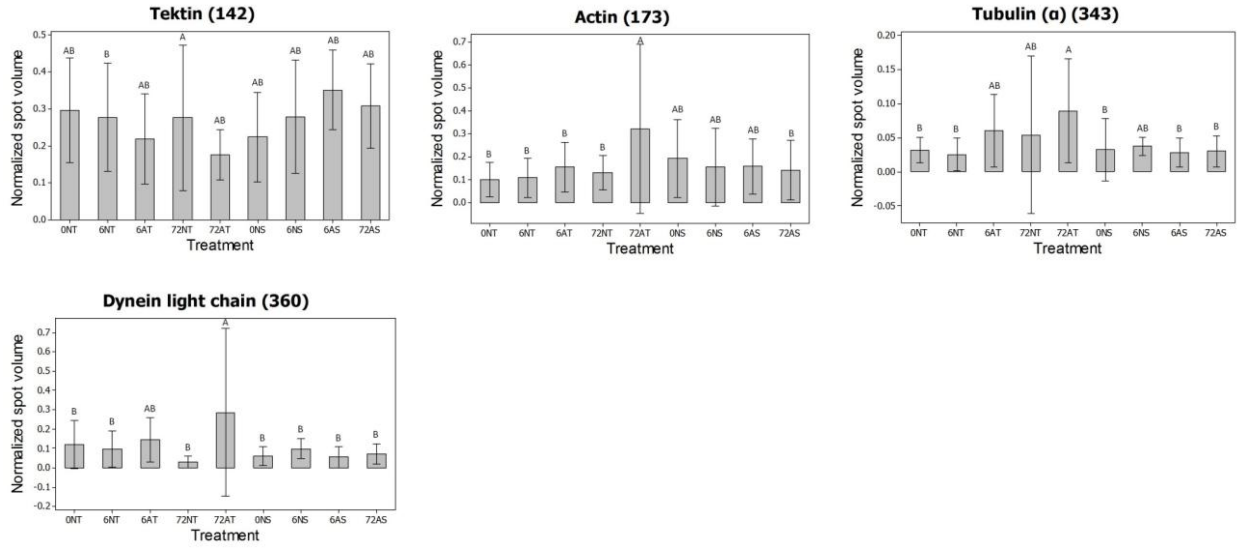 Tektin (142)
Normalized spot volume
0.5
0.4
0.3
0.2
0.1
0.0
AB B AB A AB AB AB AB AB
0NT 6NT 6AT 72NT 72AT 0NS 6NS 6AS 72AS
Treatment
Actin (173)
Normalized spot volume
0.7
0.6
0.5
0.4
0.3
0.2
0.1
0.0
B B B B A AB AB AB B
0NT 6NT 6AT 72NT 72AT 0NS 6NS 6AS 72AS
Treatment
Tubulin (α) (343)
Normalized spot volume
0.20
0.15
0.10
0.05
0.00
-0.05
B B AB AB A B AB B B
0NT 6NT 6AT 72NT 72AT 0NS 6NS 6AS 72AS
Treatment
Dynein light chain (360)
Normalized spot volume
0.7
0.6
0.5
0.4
0.3
0.2
0.1
0.0
-0.1
-0.2
B B AB B A B B B B
0NT 6NT 6AT 72NT 72AT 0NS 6NS 6AS 72AS
Treatment